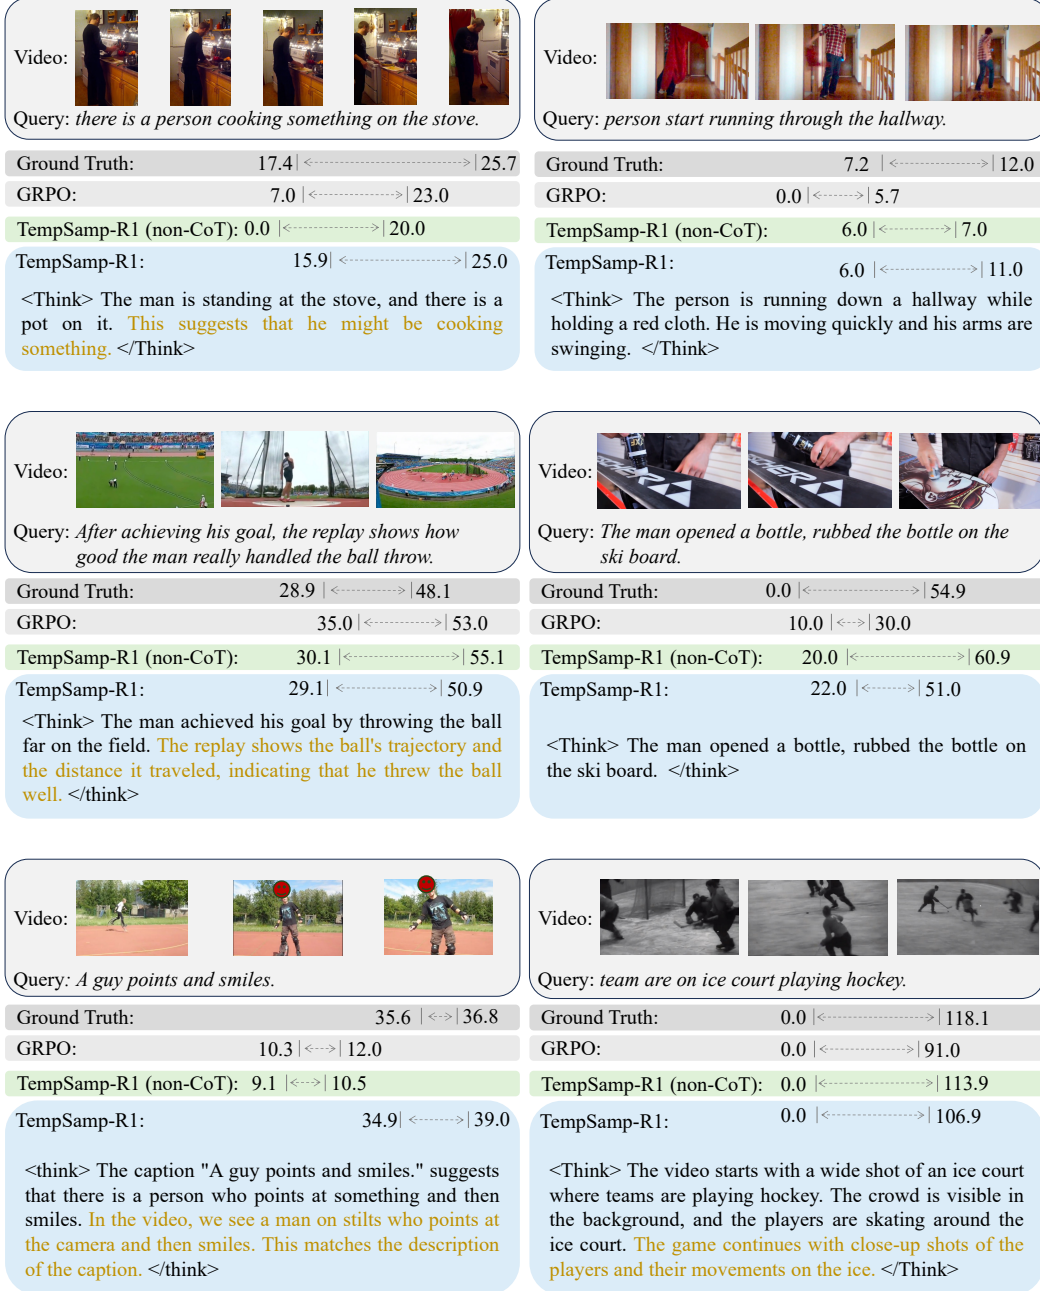 Video:
Query: there is a person cooking something on the stove.
Ground Truth: 17.4 25.7
GRPO: 7.0 23.0
TempSamp-R1 (non-CoT): 0.0 20.0
TempSamp-R1: 15.9 25.0
<Think> The man is standing at the stove, and there is a
pot on it. This suggests that he might be cooking
something. </Think>
Video:
Query: person start running through the hallway.
Ground Truth: 7.2 12.0
GRPO: 0.0 5.7
TempSamp-R1 (non-CoT): 6.0 7.0
TempSamp-R1: 6.0 11.0
<Think> The person is running down a hallway while
holding a red cloth. He is moving quickly and his arms are
swinging. </Think>
Video:
Query: After achieving his goal, the replay shows how
good the man really handled the ball throw.
Ground Truth: 28.9 48.1
GRPO: 35.0 53.0
TempSamp-R1 (non-CoT): 30.1 55.1
TempSamp-R1: 29.1 50.9
<Think> The man achieved his goal by throwing the ball
far on the field. The replay shows the ball's trajectory and
the distance it traveled, indicating that he threw the ball
well. </think>
Video:
Query: The man opened a bottle, rubbed the bottle on the
ski board.
Ground Truth: 0.0 54.9
GRPO: 10.0 30.0
TempSamp-R1 (non-CoT): 20.0 60.9
TempSamp-R1: 22.0 51.0
<Think> The man opened a bottle, rubbed the bottle on
the ski board. </think>
Video:
Query: A guy points and smiles.
Ground Truth: 35.6 36.8
GRPO: 10.3 12.0
TempSamp-R1 (non-CoT): 9.1 10.5
TempSamp-R1: 34.9 39.0
<think> The caption "A guy points and smiles." suggests
that there is a person who points at something and then
smiles. In the video, we see a man on stilts who points at
the camera and then smiles. This matches the description
of the caption. </think>
Video:
Query: team are on ice court playing hockey.
Ground Truth: 0.0 118.1
GRPO: 0.0 91.0
TempSamp-R1 (non-CoT): 0.0 113.9
TempSamp-R1: 0.0 106.9
<Think> The video starts with a wide shot of an ice court
where teams are playing hockey. The crowd is visible in
the background, and the players are skating around the
ice court. The game continues with close-up shots of the
players and their movements on the ice. </Think>